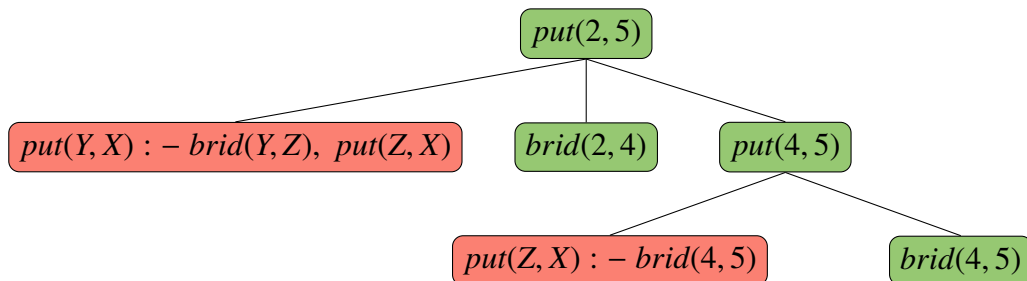 put(2, 5)
put(Y, X) : − brid(Y, Z), put(Z, X)
brid(2, 4)
put(4, 5)
put(Z, X) : − brid(4, 5)
brid(4, 5)